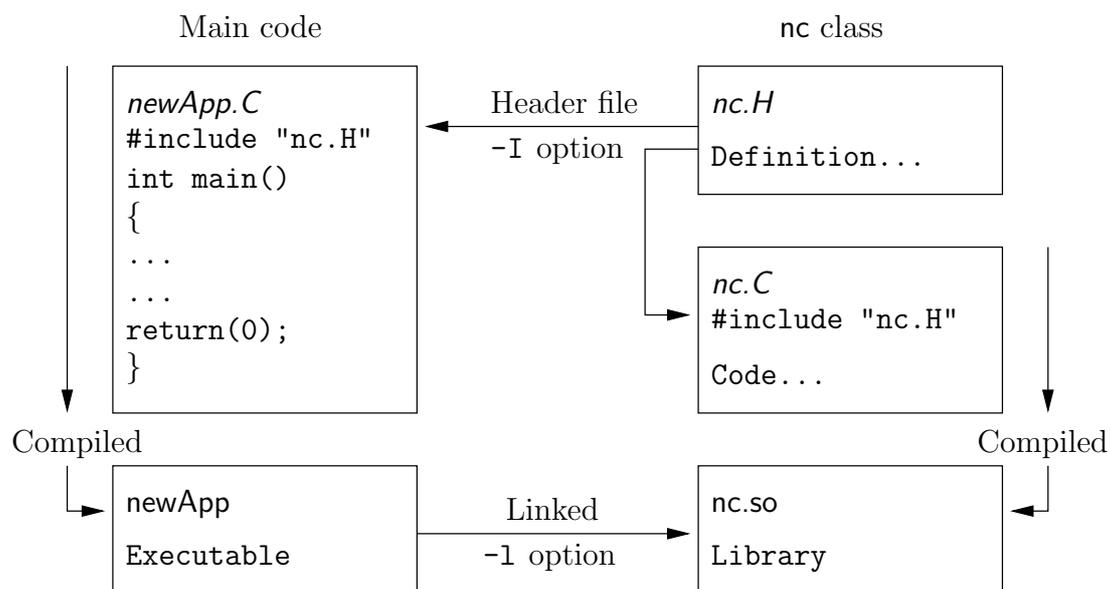 Main code
newApp.C
#include "nc.H"
int main()
{
...
...
return(0);
}
Compiled
newApp
Executable
Header file
-I option
Linked
-l option
nc class
nc.H
Definition...
nc.C
#include "nc.H"
Code...
Compiled
nc.so
Library